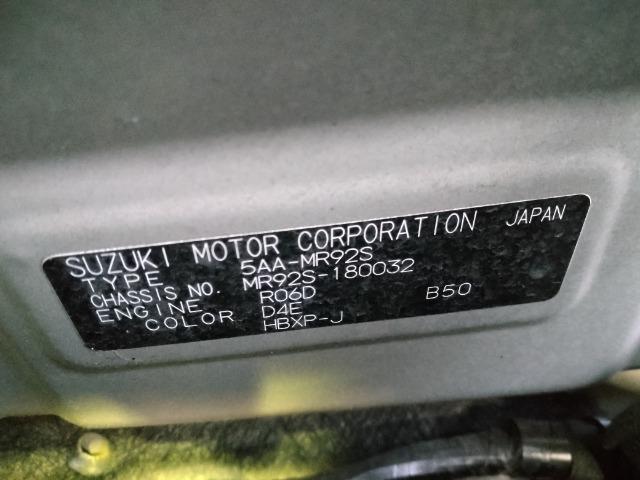 SUZUKI MOTOR CORPORATION JAPAN
TYPE 5AA-MR92S
CHASSIS NO. MR92S-180032
ENGINE R06D B50
COLOR D4E
HBXP-J